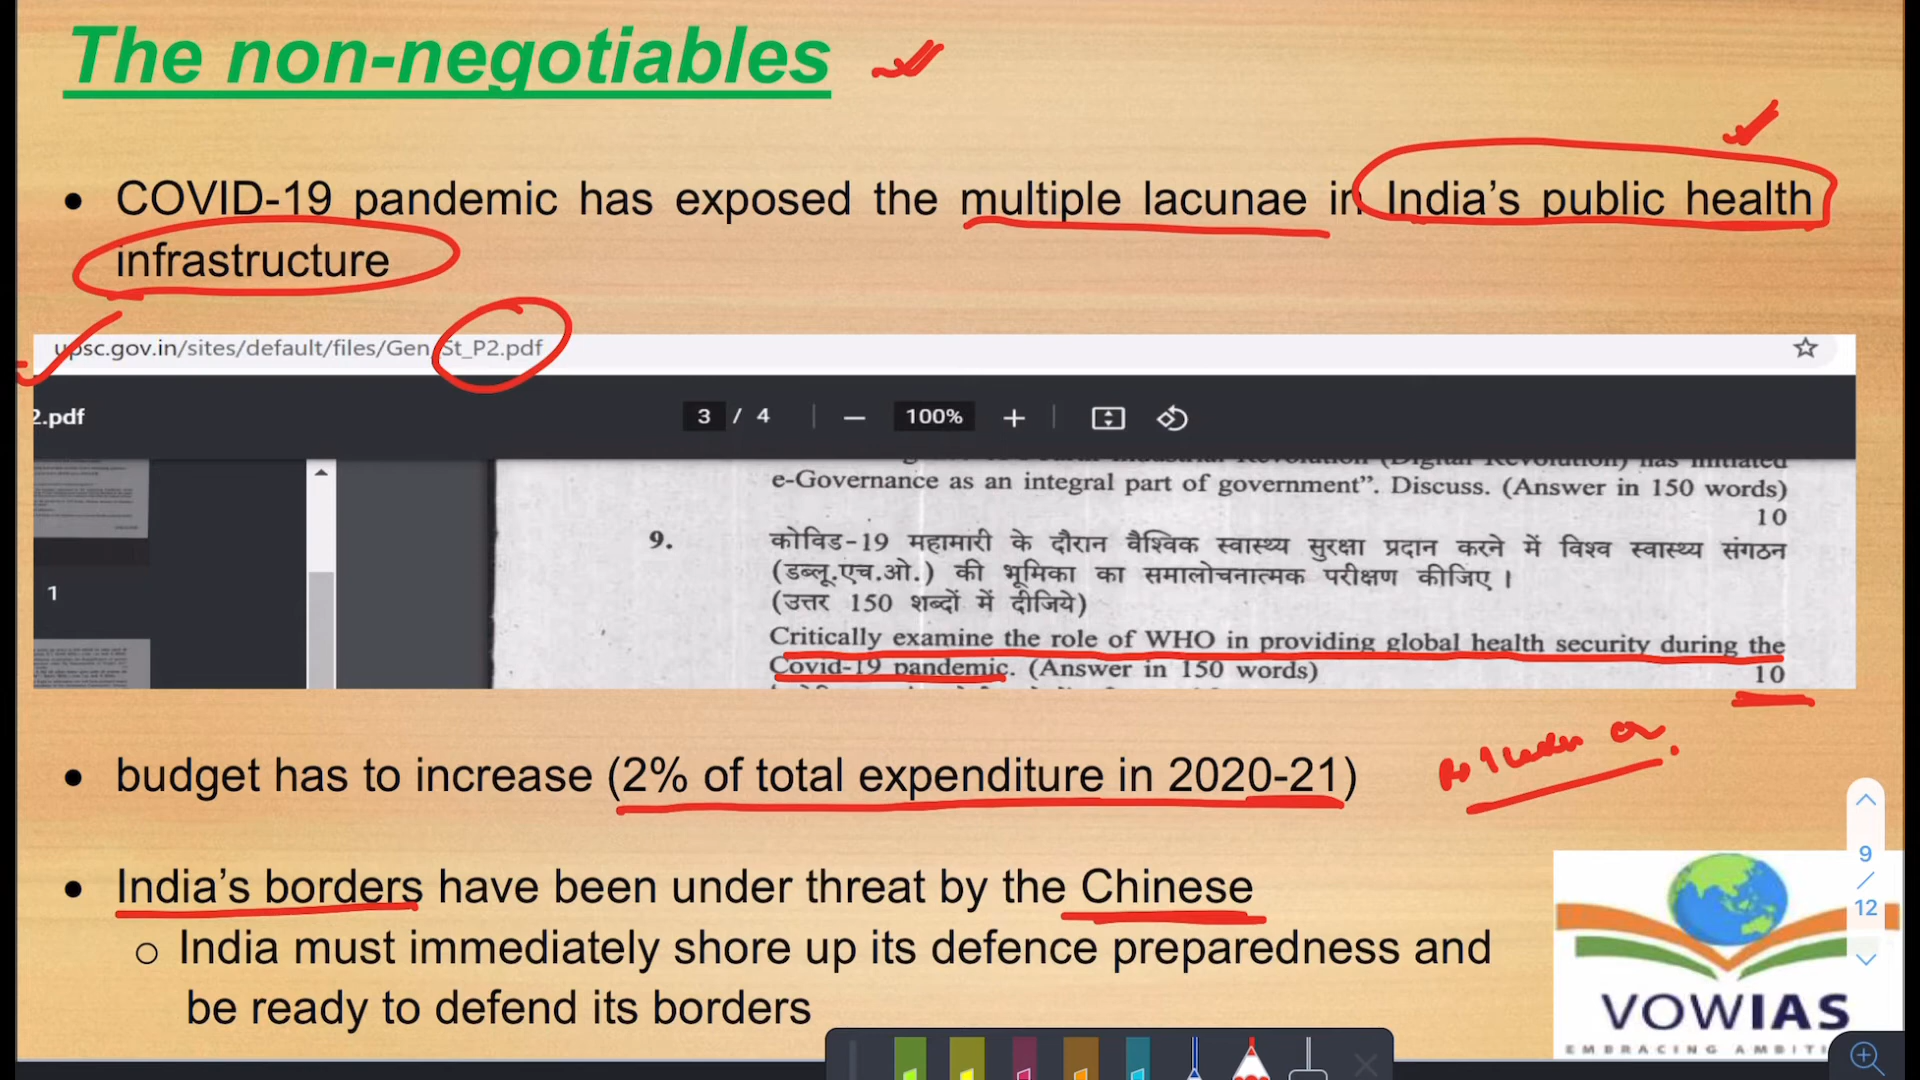 The non-negotiables
• COVID-19 pandemic has exposed the multiple lacunae in India's public health
infrastructure
upsc.gov.in/sites/default/files/Gen_St_P2.pdf
2.pdf
3 / 4
100%
e-Governance as an integral part of government". Discuss. (Answer in 150 words)
10
1
9. कोविड-19 महामारी के दौरान वैश्विक स्वास्थ्य सुरक्षा प्रदान करने में विश्व स्वास्थ्य संगठन
(डब्लू.एच.ओ.) की भूमिका का समालोचनात्मक परीक्षण कीजिए।
(उत्तर 150 शब्दों में दीजिये)
Critically examine the role of WHO in providing global health security during the
Covid-19 pandemic. (Answer in 150 words)
10
• budget has to increase (2% of total expenditure in 2020-21)
• India's borders have been under threat by the Chinese
o India must immediately shore up its defence preparedness and
be ready to defend its borders
9
/
12
VOWIAS
EMBRACING AMBITI